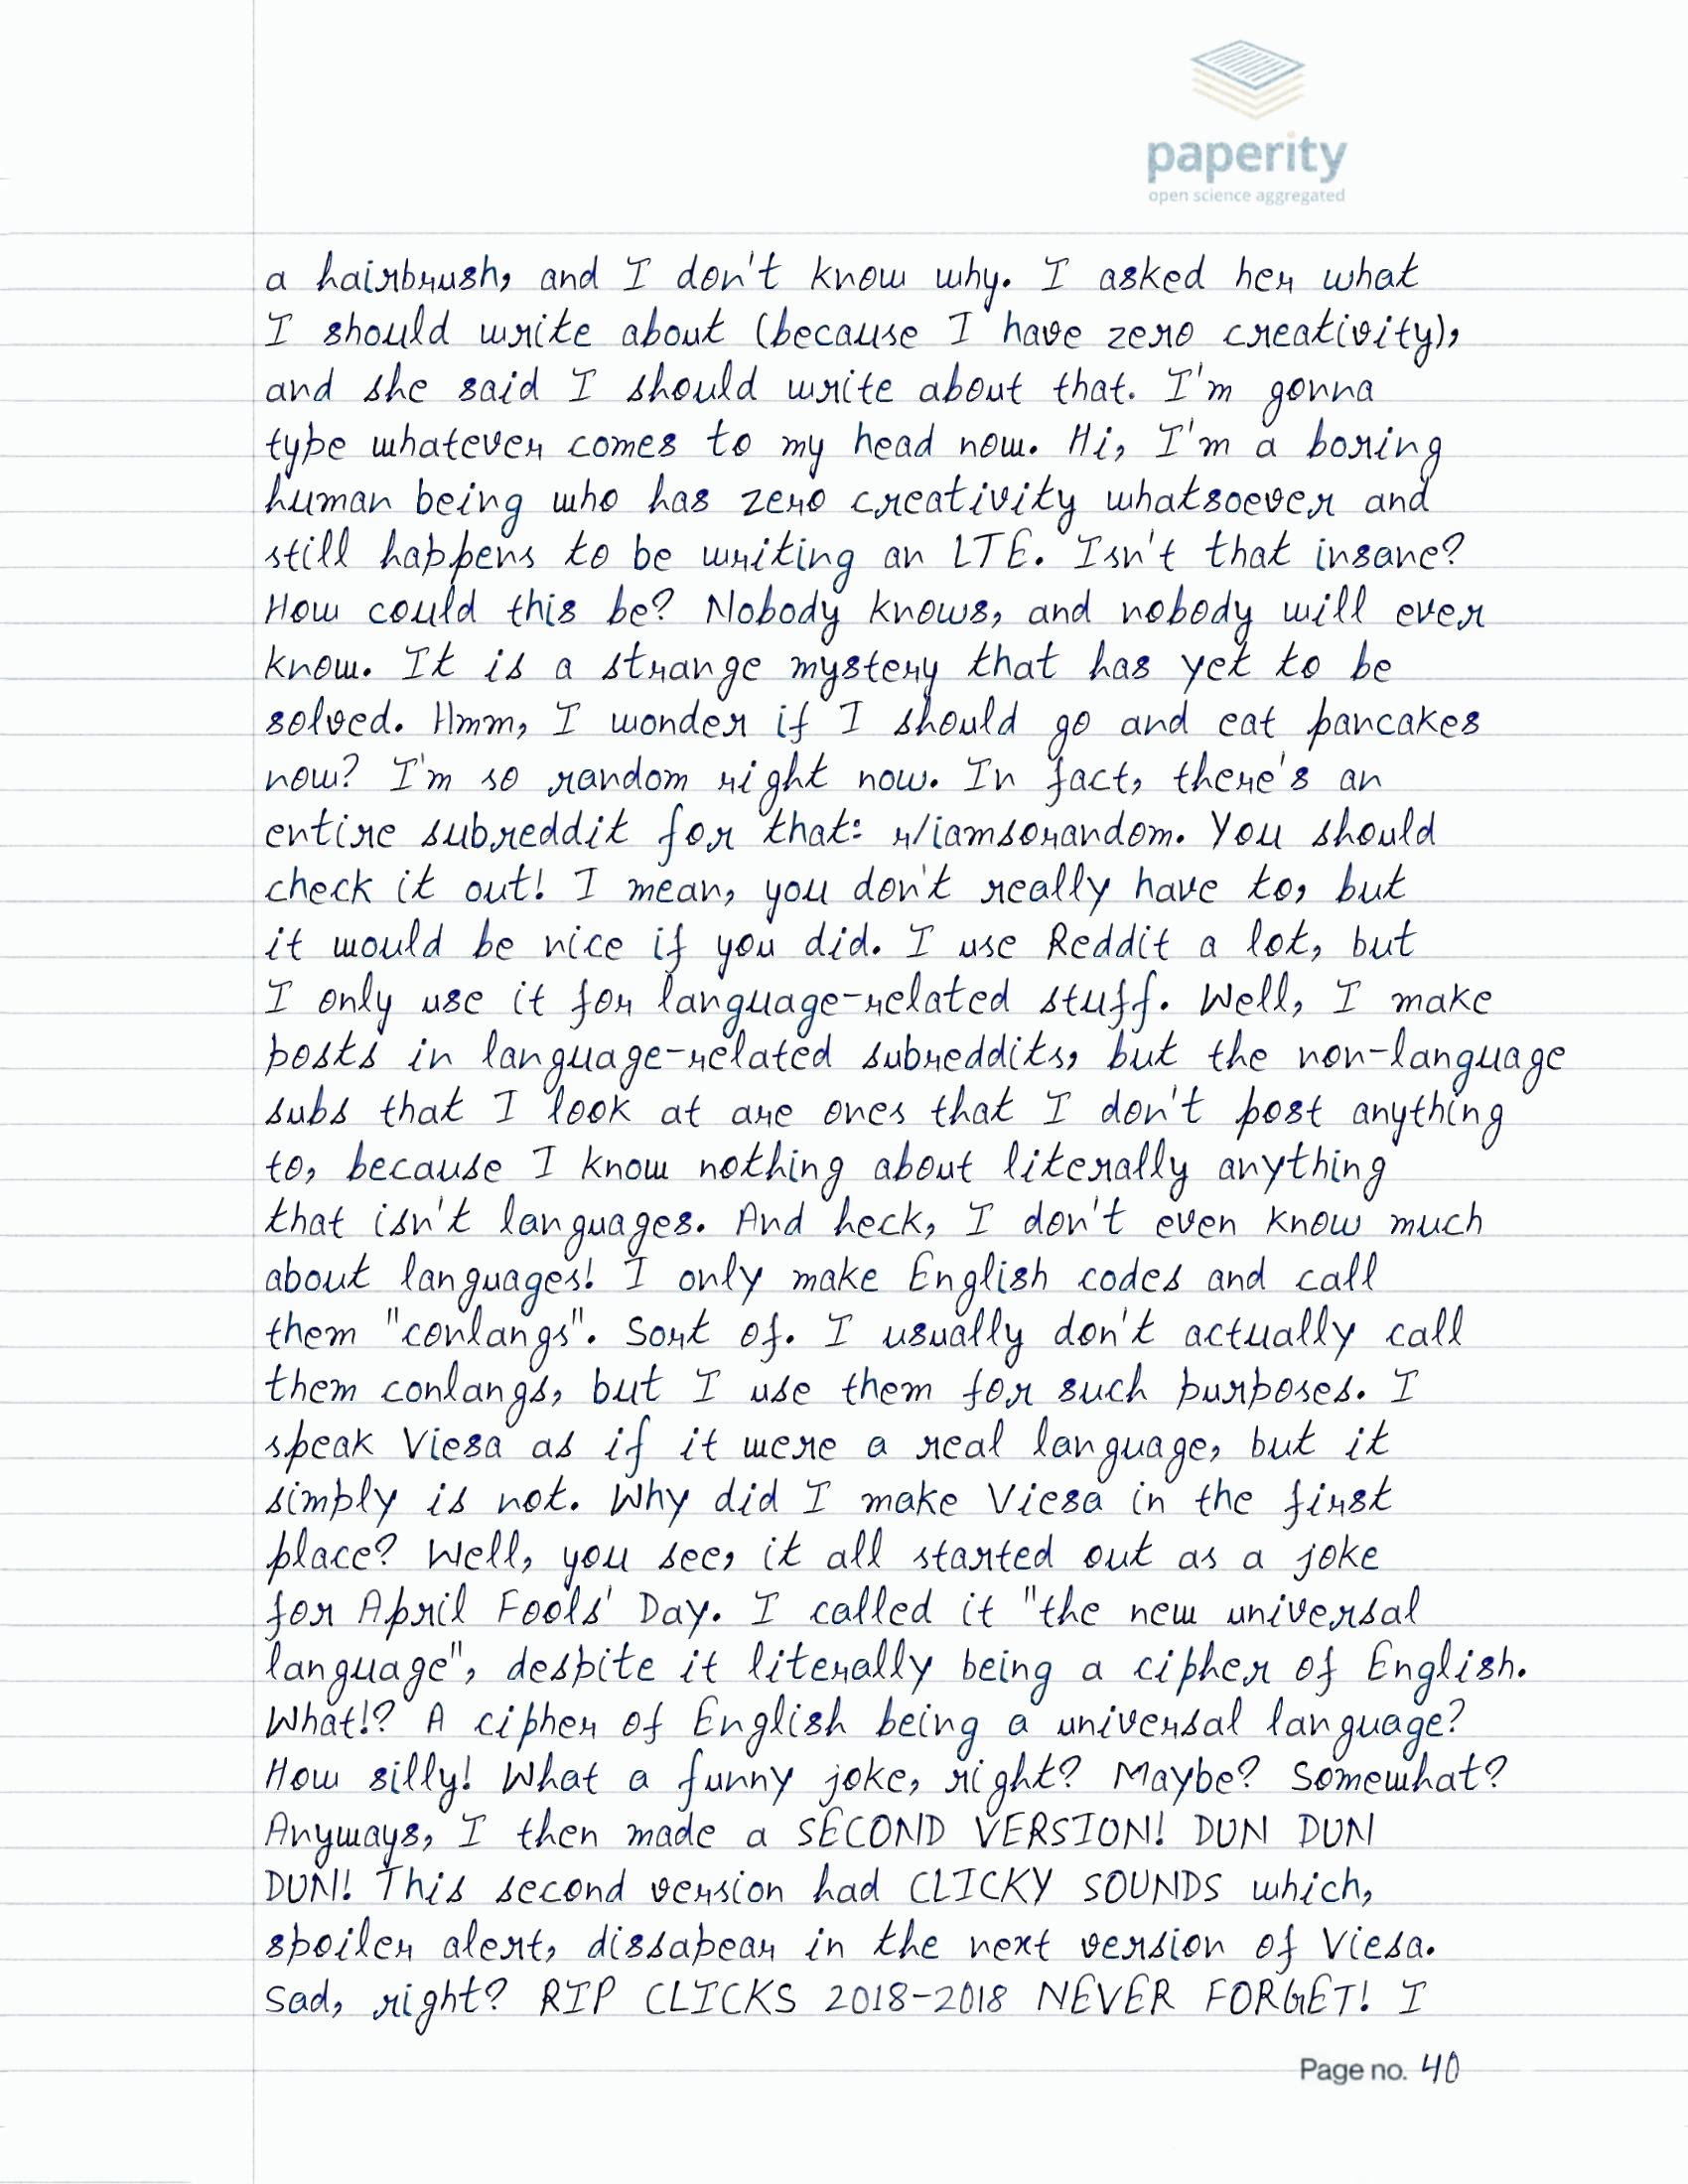 paperity
open science aggregated
a hairbrush, and I don't know why. I asked her what
I should write about (because I have zero creativity),
and she said I should write about that. I'm gonna
type whatever comes to my head now. Hi, I'm a boring
human being who has zero creativity whatsoever and
still happens to be writing an LTE. Isn't that insane?
How could this be? Nobody knows, and nobody will ever
know. It is a strange mystery that has yet to be
solved. Hmm, I wonder if I should go and eat pancakes
now? I'm so random right now. In fact, there's an
entire subreddit for that: r/iamsorandom. You should
check it out! I mean, you don't really have to, but
it would be nice if you did. I use Reddit a lot, but
I only use it for language-related stuff. Well, I make
posts in language-related subreddits, but the non-language
subs that I look at are ones that I don't post anything
to, because I know nothing about literally anything
that isn't languages. And heck, I don't even know much
about languages! I only make English codes and call
them "conlangs". Sort of. I usually don't actually call
them conlangs, but I use them for such purposes. I
speak Viesa as if it were a real language, but it
simply is not. Why did I make Viesa in the first
place? Well, you see, it all started out as a joke
for April Fools' Day. I called it "the new universal
language", despite it literally being a cipher of English.
What!? A cipher of English being a universal language?
How silly! What a funny joke, right? Maybe? Somewhat?
Anyways, I then made a SECOND VERSION! DUN DUN
DUN! This second version had CLICKY SOUNDS which,
spoiler alert, dissapear in the next version of Viesa.
Sad, right? RIP CLICKS 2018-2018 NEVER FORGET! I
Page no. 40